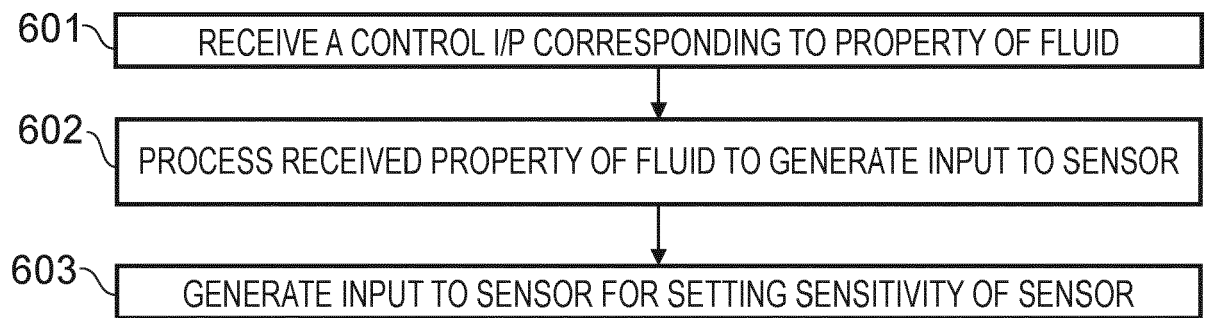 601 RECEIVE A CONTROL I/P CORRESPONDING TO PROPERTY OF FLUID
602 PROCESS RECEIVED PROPERTY OF FLUID TO GENERATE INPUT TO SENSOR
603 GENERATE INPUT TO SENSOR FOR SETTING SENSITIVITY OF SENSOR